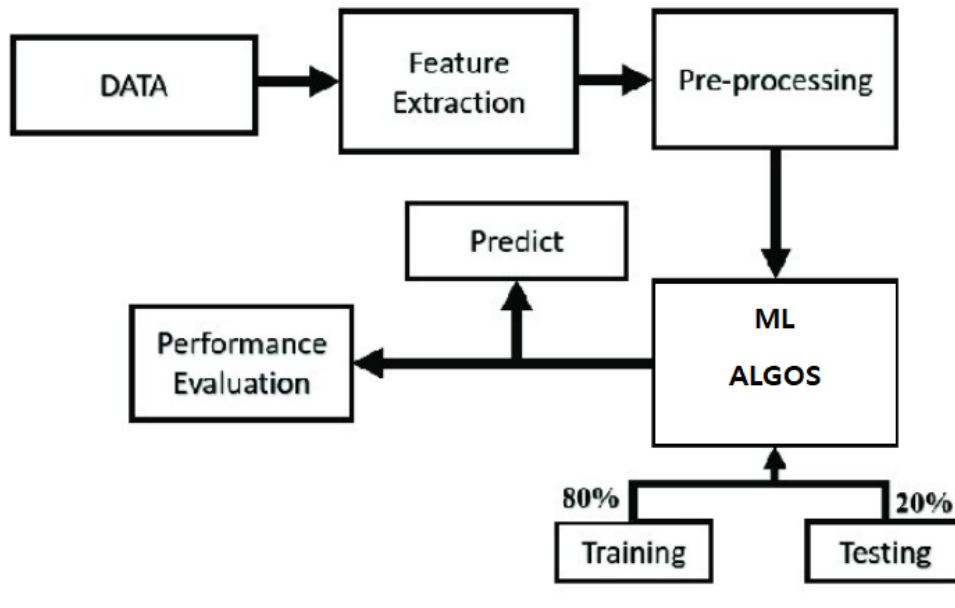 DATA
Feature
Extraction
Pre-processing
Predict
Performance
Evaluation
ML
ALGOS
80%
20%
Training
Testing